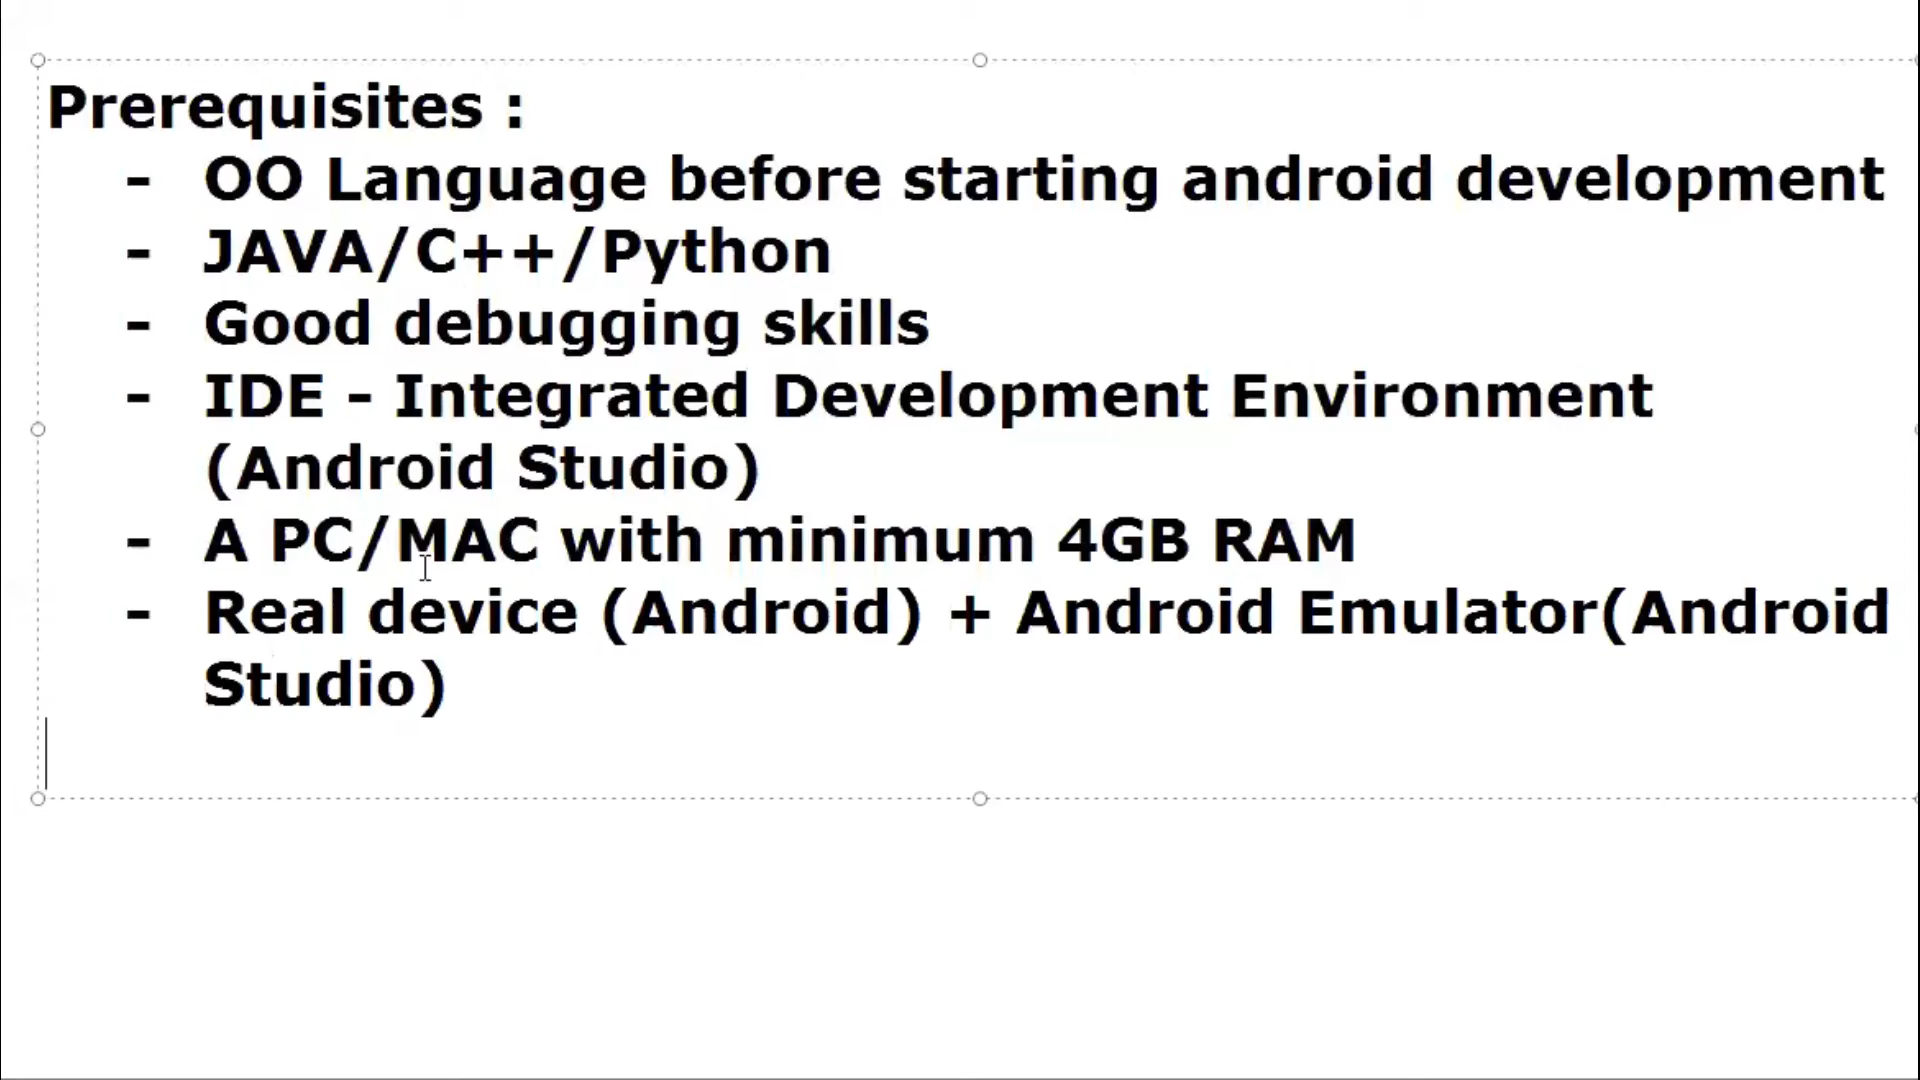 Prerequisites :
- OO Language before starting android development
- JAVA/C++/Python
- Good debugging skills
- IDE - Integrated Development Environment
(Android Studio)
- A PC/MAC with minimum 4GB RAM
- Real device (Android) + Android Emulator(Android
Studio)